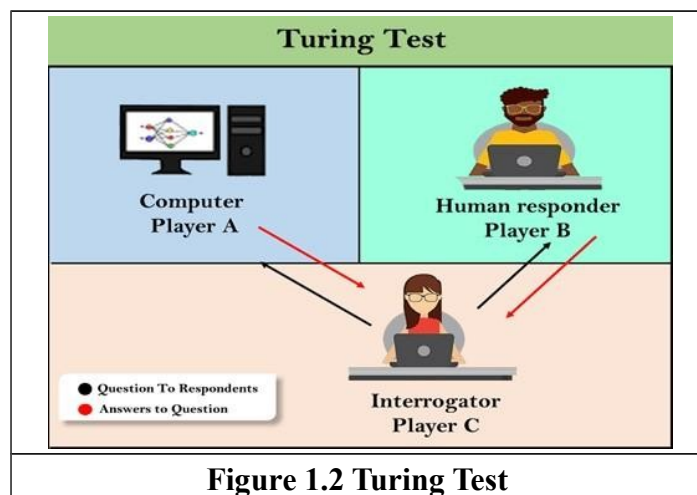 Turing Test
Computer
Player A
Human responder
Player B
Question To Respondents
Answers to Question
Interrogator
Player C
Figure 1.2 Turing Test